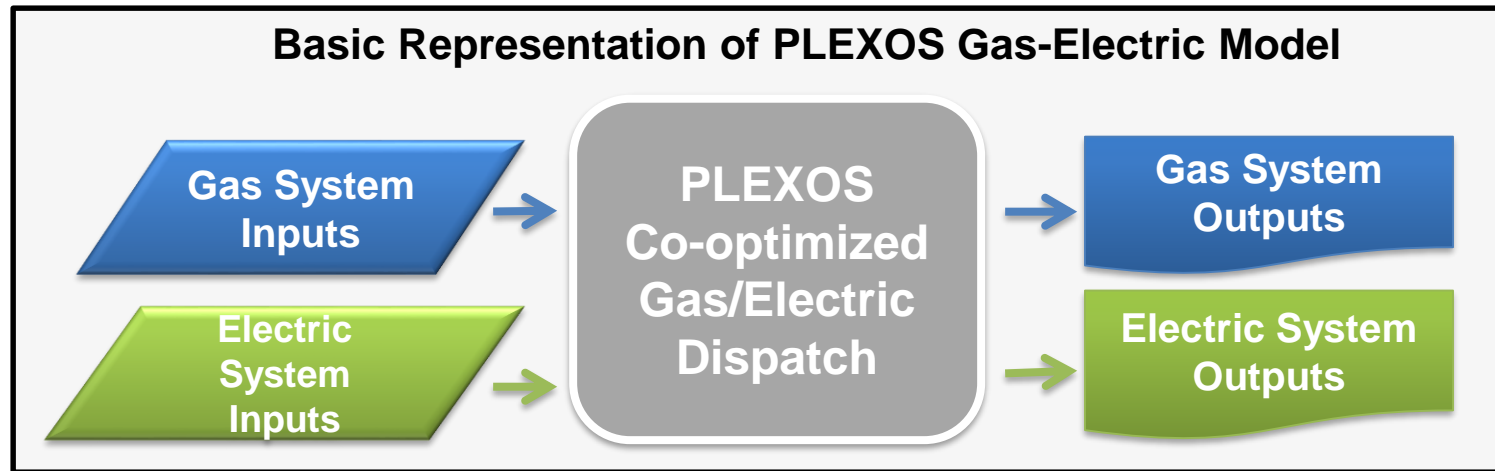 Basic Representation of PLEXOS Gas-Electric Model
Gas System
Inputs
Electric
System
Inputs
PLEXOS
Co-optimized
Gas/Electric
Dispatch
Gas System
Outputs
Electric System
Outputs